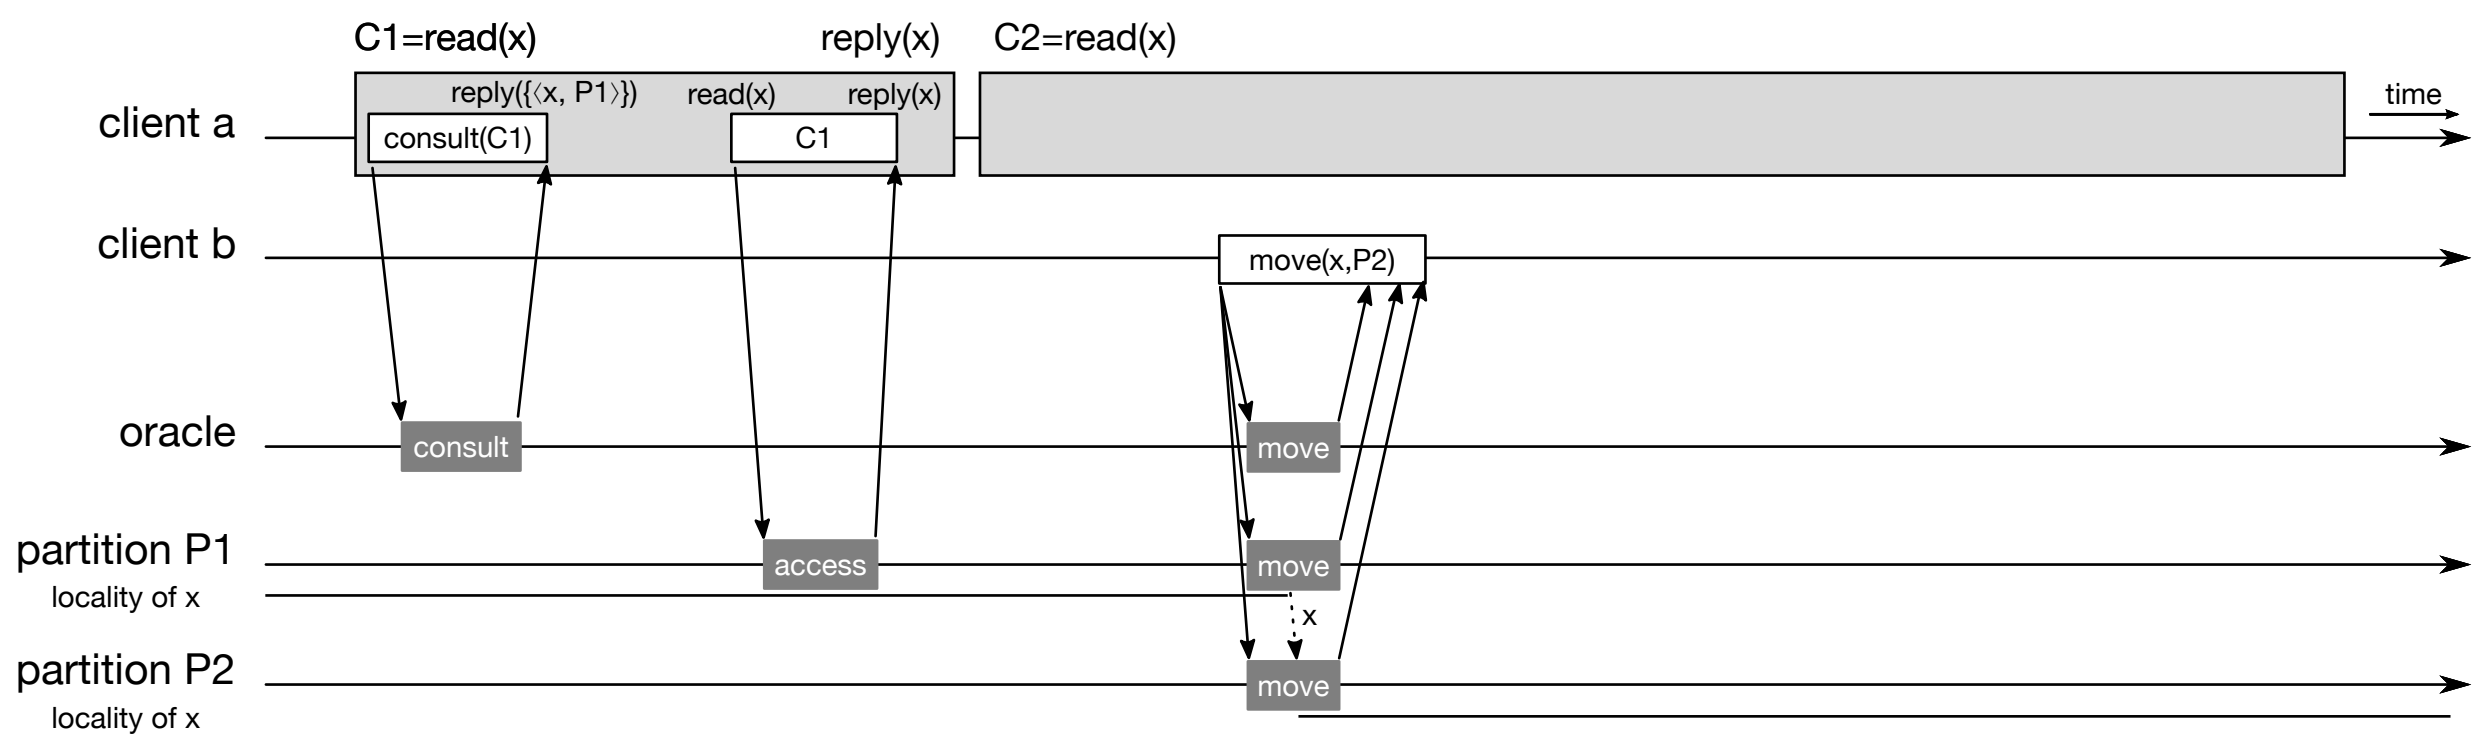 C1=read(x) reply(x) C2=read(x)
reply({⟨x, P1⟩}) read(x) reply(x) time
client a
consult(C1) C1
client b
move(x,P2)
oracle
consult move
partition P1
access move
locality of x
x
partition P2
move
locality of x